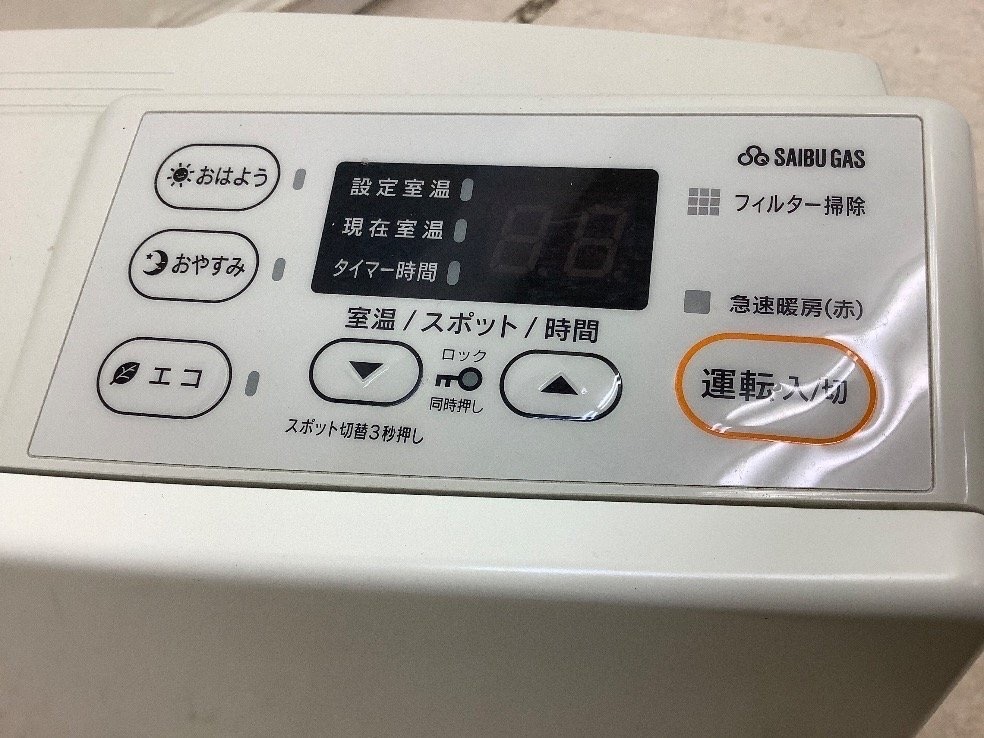 SAIBU GAS
おはよう
設定室温
フィルター掃除
現在室温
おやすみ
タイマー時間
急速暖房(赤)
室温/スポット/時間
エコ
ロック
同時押し
運転入/切
スポット切替3秒押し